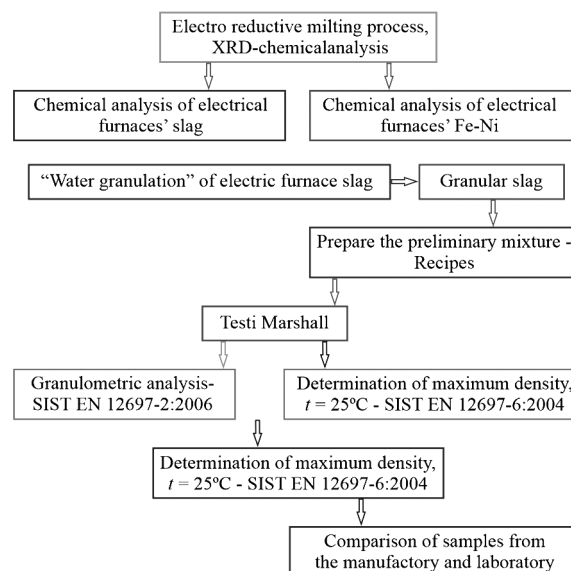 Electro reductive milting process,
XRD-chemicalanalysis
Chemical analysis of electrical
furnaces’ slag
Chemical analysis of electrical
furnaces’ Fe-Ni
“Water granulation” of electric furnace slag
Granular slag
Prepare the preliminary mixture -
Recipes
Testi Marshall
Granulometric analysis-
SIST EN 12697-2:2006
Determination of maximum density,
t = 25ºC - SIST EN 12697-6:2004
Determination of maximum density,
t = 25ºC - SIST EN 12697-6:2004
Comparison of samples from
the manufactory and laboratory